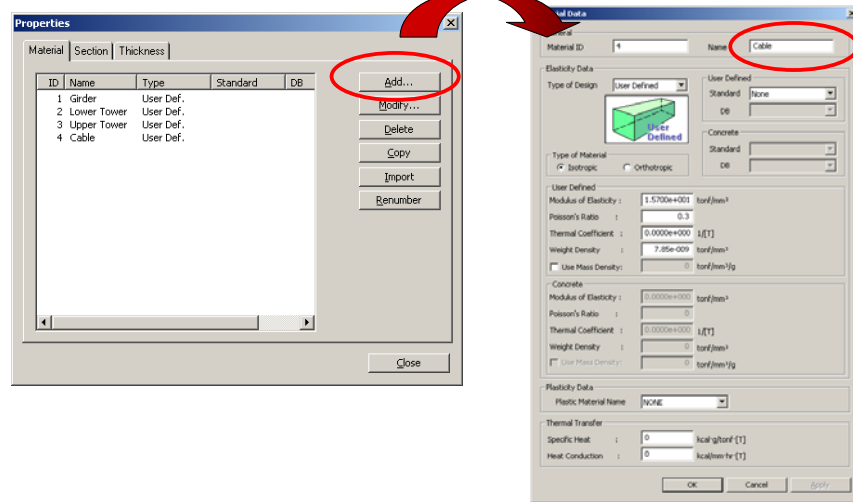 Properties
Material Section Thickness
ID Name Type Standard DB
1 Girder User Def.
2 Lower Tower User Def.
3 Upper Tower User Def.
4 Cable User Def.
Add...
Modify...
Delete
Copy
Import
Renumber
Close
Data
General
Material ID 4 Name Cable
Elasticity Data
Type of Design User Defined
User Defined
User Defined
Standard None
DB
Concrete
Standard
DB
Type of Material
Isotropic Orthotropic
User Defined
Modulus of Elasticity : 1.5700e+001 tonf/mm²
Poisson's Ratio : 0.3
Thermal Coefficient : 0.0000e+000 1/[T]
Weight Density : 7.85e-009 tonf/mm³
Use Mass Density: 0 tonf/mm³/g
Concrete
Modulus of Elasticity : 0.0000e+000 tonf/mm²
Poisson's Ratio : 0
Thermal Coefficient : 0.0000e+000 1/[T]
Weight Density : 0 tonf/mm³
Use Mass Density: 0 tonf/mm³/g
Plasticity Data
Plastic Material Name NONE
Thermal Transfer
Specific Heat : 0 kcal·g/tonf·[T]
Heat Conduction : 0 kcal/mm·hr·[T]
OK Cancel Apply